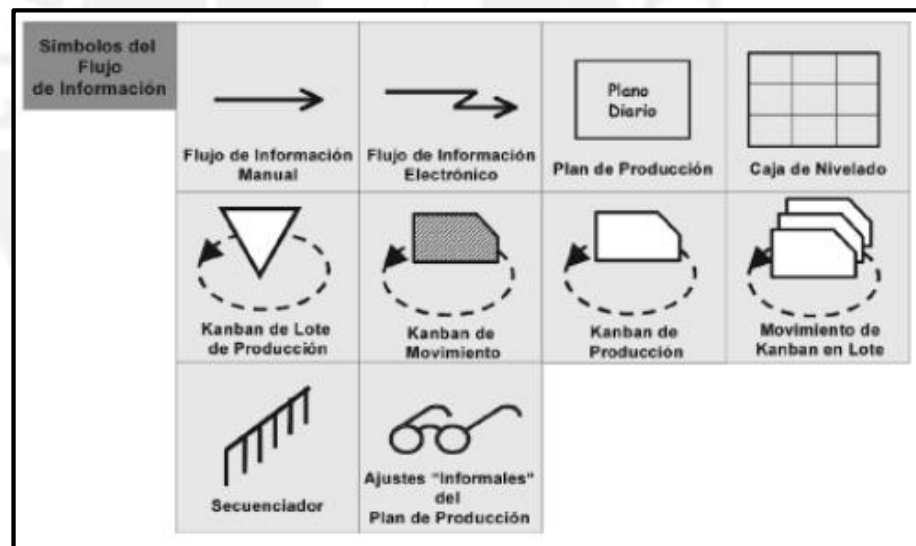 Símbolos del
Flujo
de Información
Flujo de Información
Manual
Flujo de Información
Electrónico
Plano
Diario
Plan de Producción
Caja de Nivelado
Kanban de Lote
de Producción
Kanban de
Movimiento
Kanban de
Producción
Movimiento de
Kanban en Lote
Secuenciador
Ajustes "Informales"
del
Plan de Producción